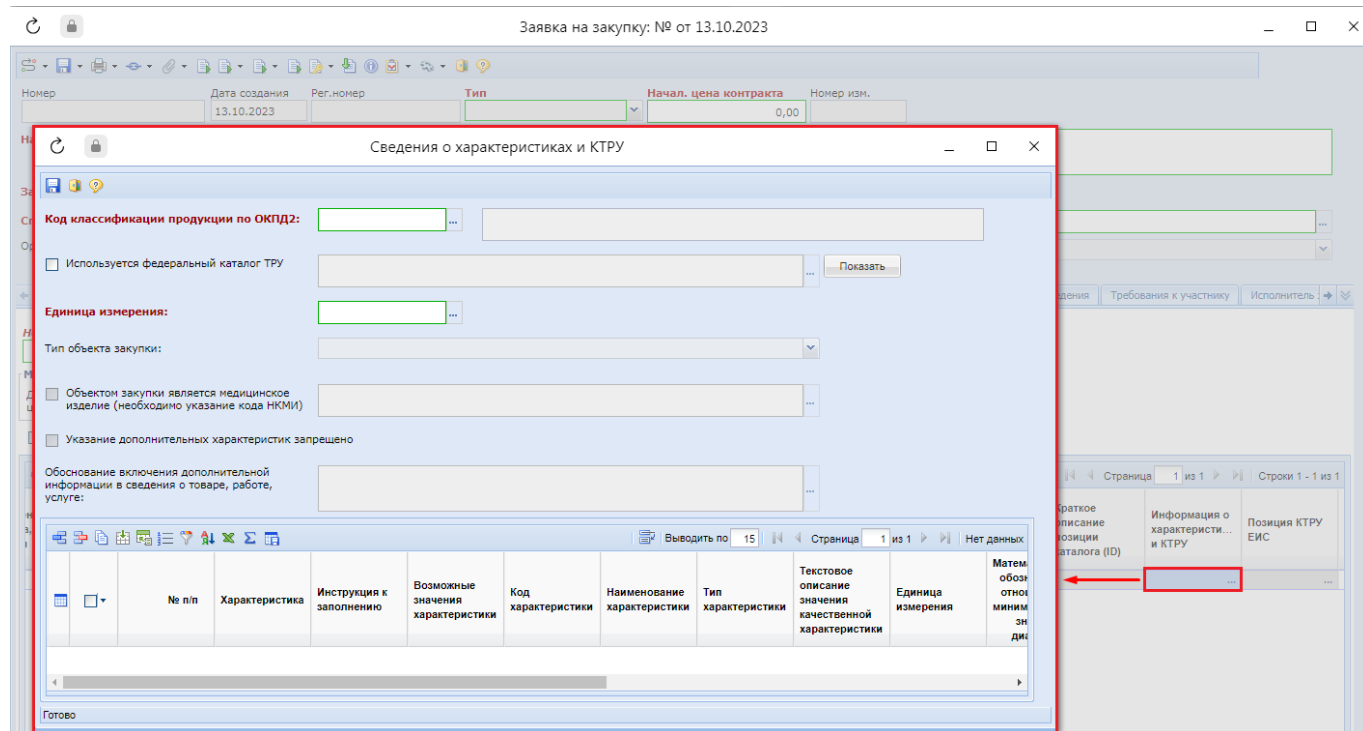 Заявка на закупку: № от 13.10.2023
Номер
Дата создания
Рег.номер
Тип
Начал. цена контракта
Номер изм.
13.10.2023
0,00
Сведения о характеристиках и КТРУ
Код классификации продукции по ОКПД2:
...
Используется федеральный каталог ТРУ
...
Показать
Единица измерения:
...
Тип объекта закупки:
Объектом закупки является медицинское
изделие (необходимо указание кода НКМИ)
...
Указание дополнительных характеристик запрещено
Обоснование включения дополнительной
информации в сведения о товаре, работе,
услуге:
...
Выводить по 15
Страница 1 из 1
Нет данных
№ п/п
Характеристика
Инструкция к
заполнению
Возможные
значения
характеристики
Код
характеристики
Наименование
характеристики
Тип
характеристики
Текстовое
описание
значения
качественной
характеристики
Единица
измерения
Готово
...
Требования к участнику
Исполнитель
Страница 1 из 1
Строки 1 - 1 из 1
описание
позиции
каталога (ID)
Информация о
характеристи...
и КТРУ
Позиция КТРУ
ЕИС
...
...